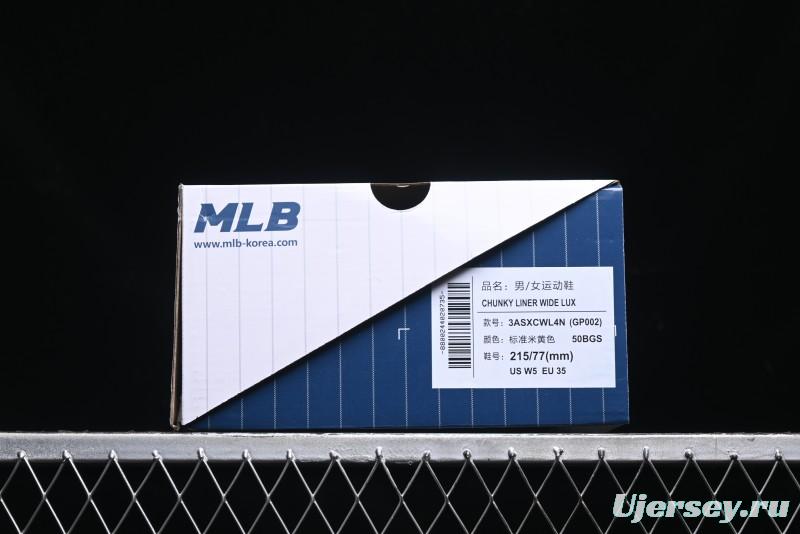 MLB
www.mlb-korea.com
品名：男/女运动鞋
CHUNKY LINER WIDE LUX
款号：3ASXCWL4N (GP002)
颜色：标准米黄色 50BGS
鞋号：215/77(mm)
US W5 EU 35
-8800244020735-
Ujersey.ru